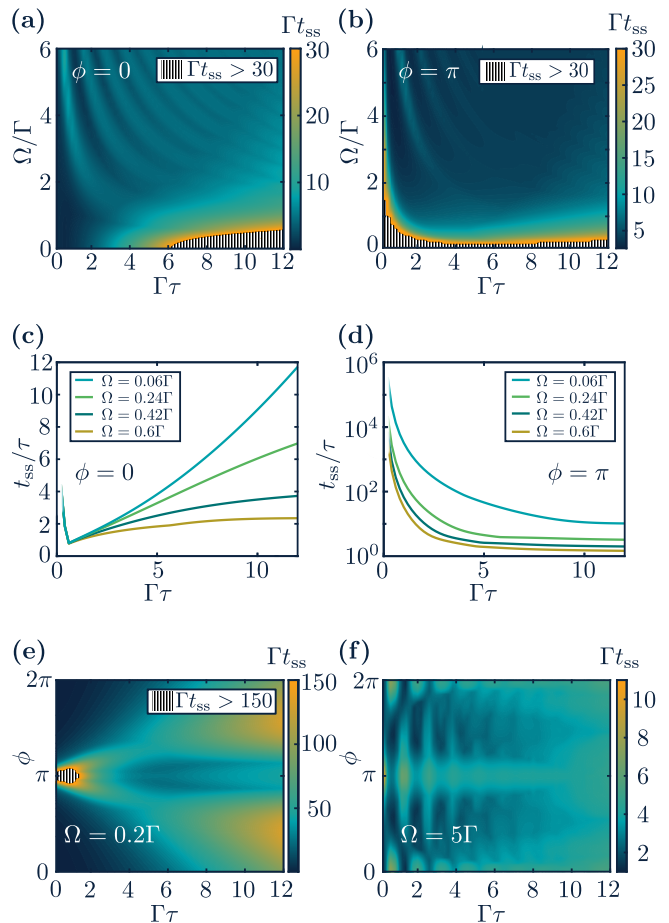 (a)
Γt_ss
(b)
Γt_ss
6
ϕ = 0
Γt_ss > 30
30
6
ϕ = π
Γt_ss > 30
30
25
4
20
4
20
Ω/Γ
Ω/Γ
15
2
10
2
10
5
0
0
0 2 4 6 8 10 12
0 2 4 6 8 10 12
Γτ
Γτ
(c)
(d)
12
10
8
6
4
2
0
t_ss/τ
Ω = 0.06Γ
Ω = 0.24Γ
Ω = 0.42Γ
Ω = 0.6Γ
ϕ = 0
0 5 10
Γτ
10^6
10^4
10^2
10^0
t_ss/τ
Ω = 0.06Γ
Ω = 0.24Γ
Ω = 0.42Γ
Ω = 0.6Γ
ϕ = π
0 5 10
Γτ
(e)
Γt_ss
(f)
Γt_ss
2π
Γt_ss > 150
150
100
50
ϕ
π
Ω = 0.2Γ
0
0 2 4 6 8 10 12
Γτ
2π
10
8
6
4
2
ϕ
π
Ω = 5Γ
0
0 2 4 6 8 10 12
Γτ